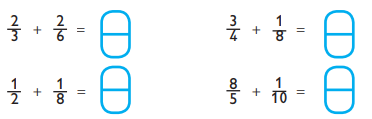 2/3 + 2/6 = 3/4 + 1/8 =
1/2 + 1/8 = 8/5 + 1/10 =